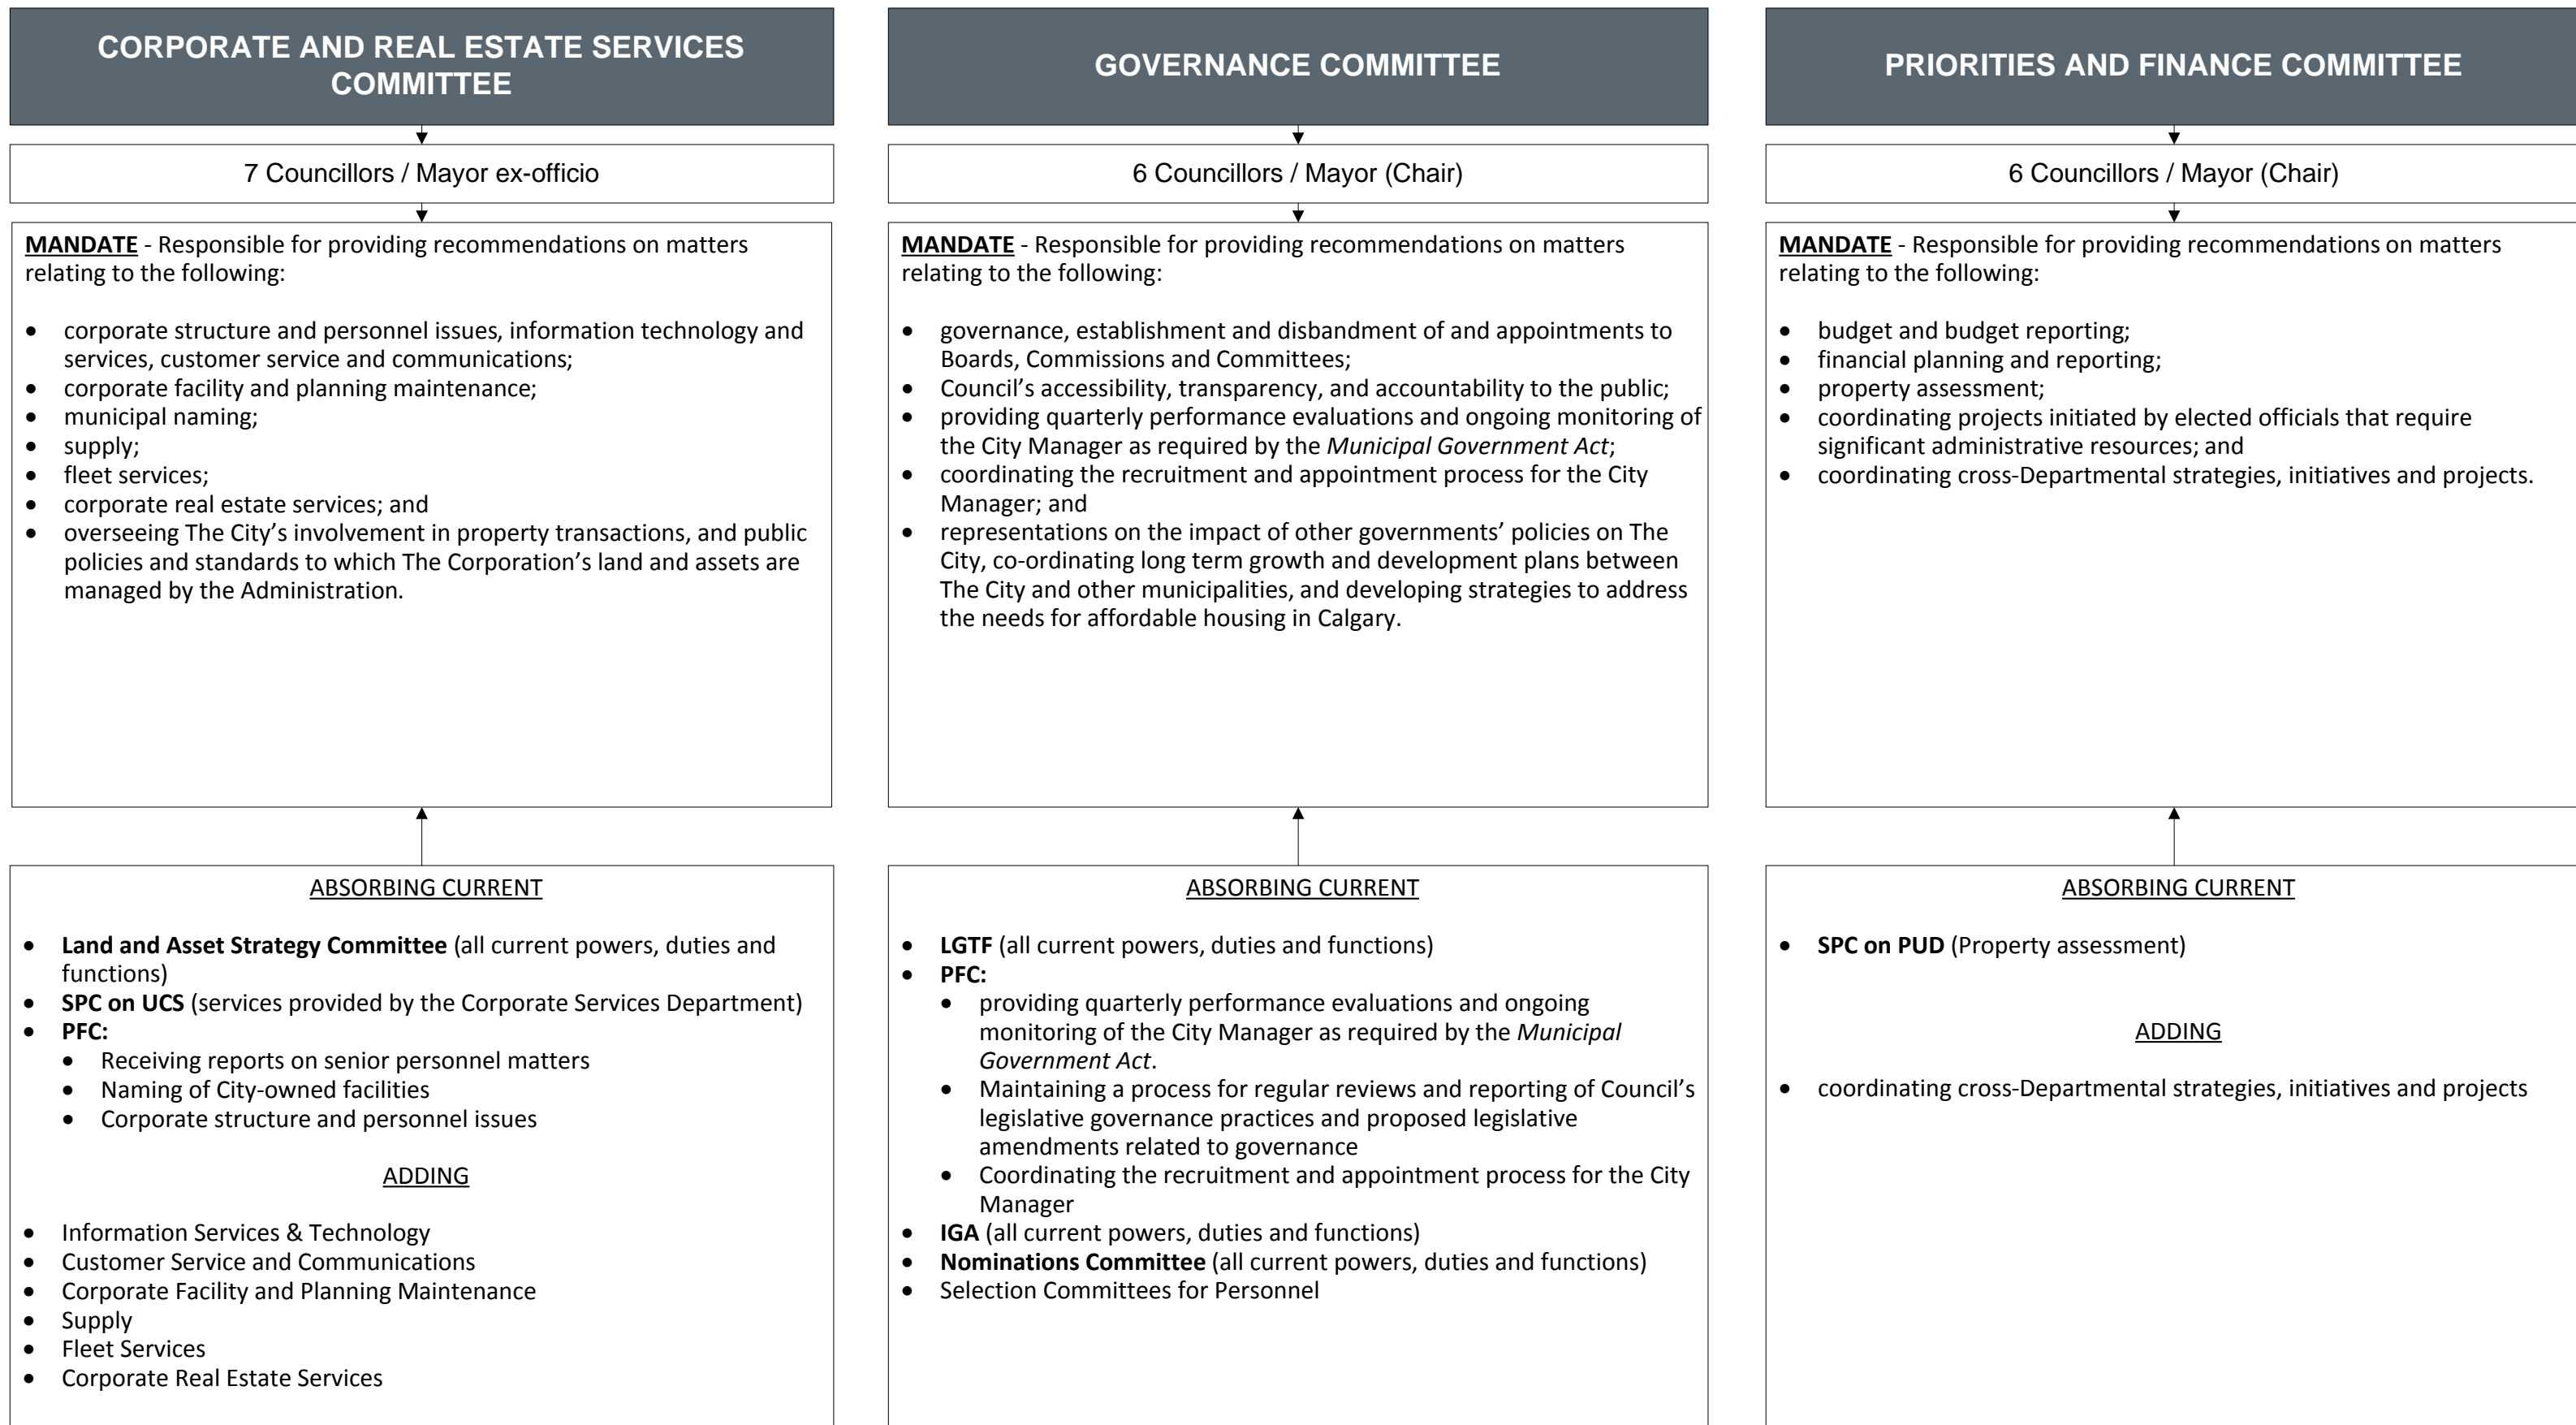 CORPORATE AND REAL ESTATE SERVICES
COMMITTEE
7 Councillors / Mayor ex-officio
MANDATE - Responsible for providing recommendations on matters
relating to the following:
• corporate structure and personnel issues, information technology and
services, customer service and communications;
• corporate facility and planning maintenance;
• municipal naming;
• supply;
• fleet services;
• corporate real estate services; and
• overseeing The City's involvement in property transactions, and public
policies and standards to which The Corporation's land and assets are
managed by the Administration.
ABSORBING CURRENT
• Land and Asset Strategy Committee (all current powers, duties and
functions)
• SPC on UCS (services provided by the Corporate Services Department)
• PFC:
• Receiving reports on senior personnel matters
• Naming of City-owned facilities
• Corporate structure and personnel issues
ADDING
• Information Services & Technology
• Customer Service and Communications
• Corporate Facility and Planning Maintenance
• Supply
• Fleet Services
• Corporate Real Estate Services
GOVERNANCE COMMITTEE
6 Councillors / Mayor (Chair)
MANDATE - Responsible for providing recommendations on matters
relating to the following:
• governance, establishment and disbandment of and appointments to
Boards, Commissions and Committees;
• Council's accessibility, transparency, and accountability to the public;
• providing quarterly performance evaluations and ongoing monitoring of
the City Manager as required by the Municipal Government Act;
• coordinating the recruitment and appointment process for the City
Manager; and
• representations on the impact of other governments' policies on The
City, co-ordinating long term growth and development plans between
The City and other municipalities, and developing strategies to address
the needs for affordable housing in Calgary.
ABSORBING CURRENT
• LGTF (all current powers, duties and functions)
• PFC:
• providing quarterly performance evaluations and ongoing
monitoring of the City Manager as required by the Municipal
Government Act.
• Maintaining a process for regular reviews and reporting of Council's
legislative governance practices and proposed legislative
amendments related to governance
• Coordinating the recruitment and appointment process for the City
Manager
• IGA (all current powers, duties and functions)
• Nominations Committee (all current powers, duties and functions)
• Selection Committees for Personnel
PRIORITIES AND FINANCE COMMITTEE
6 Councillors / Mayor (Chair)
MANDATE - Responsible for providing recommendations on matters
relating to the following:
• budget and budget reporting;
• financial planning and reporting;
• property assessment;
• coordinating projects initiated by elected officials that require
significant administrative resources; and
• coordinating cross-Departmental strategies, initiatives and projects.
ABSORBING CURRENT
• SPC on PUD (Property assessment)
ADDING
• coordinating cross-Departmental strategies, initiatives and projects